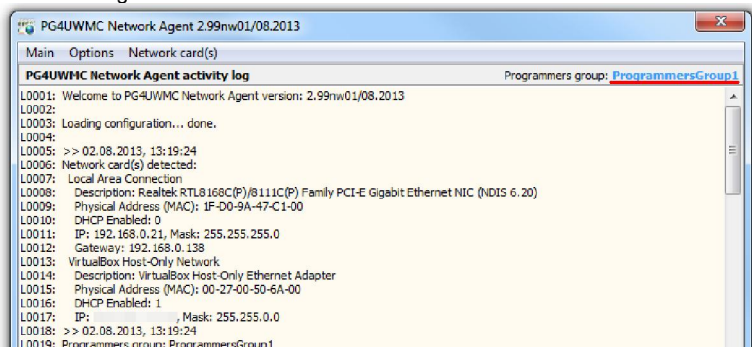 PG4UWMC Network Agent 2.99nw01/08.2013
Main Options Network card(s)
PG4UWMC Network Agent activity log Programmers group: ProgrammersGroup1
L0001: Welcome to PG4UWMC Network Agent version: 2.99nw01/08.2013
L0002:
L0003: Loading configuration... done.
L0004:
L0005: >> 02.08.2013, 13:19:24
L0006: Network card(s) detected:
L0007: Local Area Connection
L0008: Description: Realtek RTL8168C(P)/8111C(P) Family PCI-E Gigabit Ethernet NIC (NDIS 6.20)
L0009: Physical Address (MAC): 1F-D0-9A-47-C1-00
L0010: DHCP Enabled: 0
L0011: IP: 192.168.0.21, Mask: 255.255.255.0
L0012: Gateway: 192.168.0.138
L0013: VirtualBox Host-Only Network
L0014: Description: VirtualBox Host-Only Ethernet Adapter
L0015: Physical Address (MAC): 00-27-00-50-6A-00
L0016: DHCP Enabled: 1
L0017: IP: , Mask: 255.255.0.0
L0018: >> 02.08.2013, 13:19:24
L0019: Programmers group: ProgrammersGroup1